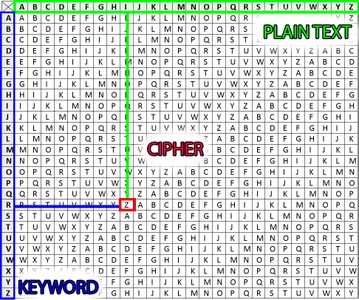 A B C D E F G H I J K L M N O P Q R S T U V W X Y Z
A A B C D E F G H J K L M N O P Q R
B B C D E F G H I K L M N O P Q R S
C C D E F G H I J L M N O P Q R S
PLAIN TEXT
D D E F G H I J K M N O P Q R S T
E E F G H I J K L N O P Q R S T U V W X Y Z A B C D
F F G H I J K L M O P Q R S T U V W X Y Z A B C D E
G G H I J K L M N P Q R S T U V W X Y Z A B C D E F
H H I J K L M N O Q R S T U V W X Y Z A B C D E F G
I I J K L M N O P R S T U V W X Y Z A B C D E F G H
J J K L M N O P Q S T U V W X Y Z A B C D E F G H I
K K L M N O P Q R Z A B C D E F G H I J
L L M N O P Q R S A B C D E F G H I J K
CIPHER
M M N O P Q R S T B C D E F G H I J K L
N N O P Q R S T U C D E F G H I J K L M
O O P Q R S T U V X Y Z A B C D E F G H I J K L M N
P P Q R S T U V W Y Z A B C D E F G H I J K L M N O
Q Q R S T U V W X Z A B C D E F G H I J K L M N O P
R Z A B C D E F G H I J K L M N O P Q
S S T U V W X Y Z A B C D E F G H I J K L M N O P Q R
T T U V W X Y Z A B C D E F G H I J K L M N O P Q R S
U U V W X Y Z A B C D E F G H I J K L M N O P Q R S T
V V W X Y Z A B C D E F G H I J K L M N O P Q R S T U
W C D E F G H I J K L M N O P Q R S T U V
X E F G H I J K L M N O P Q R S T U V W
KEYWORD
Y F G H I J K L M N O P Q R S T U V W X